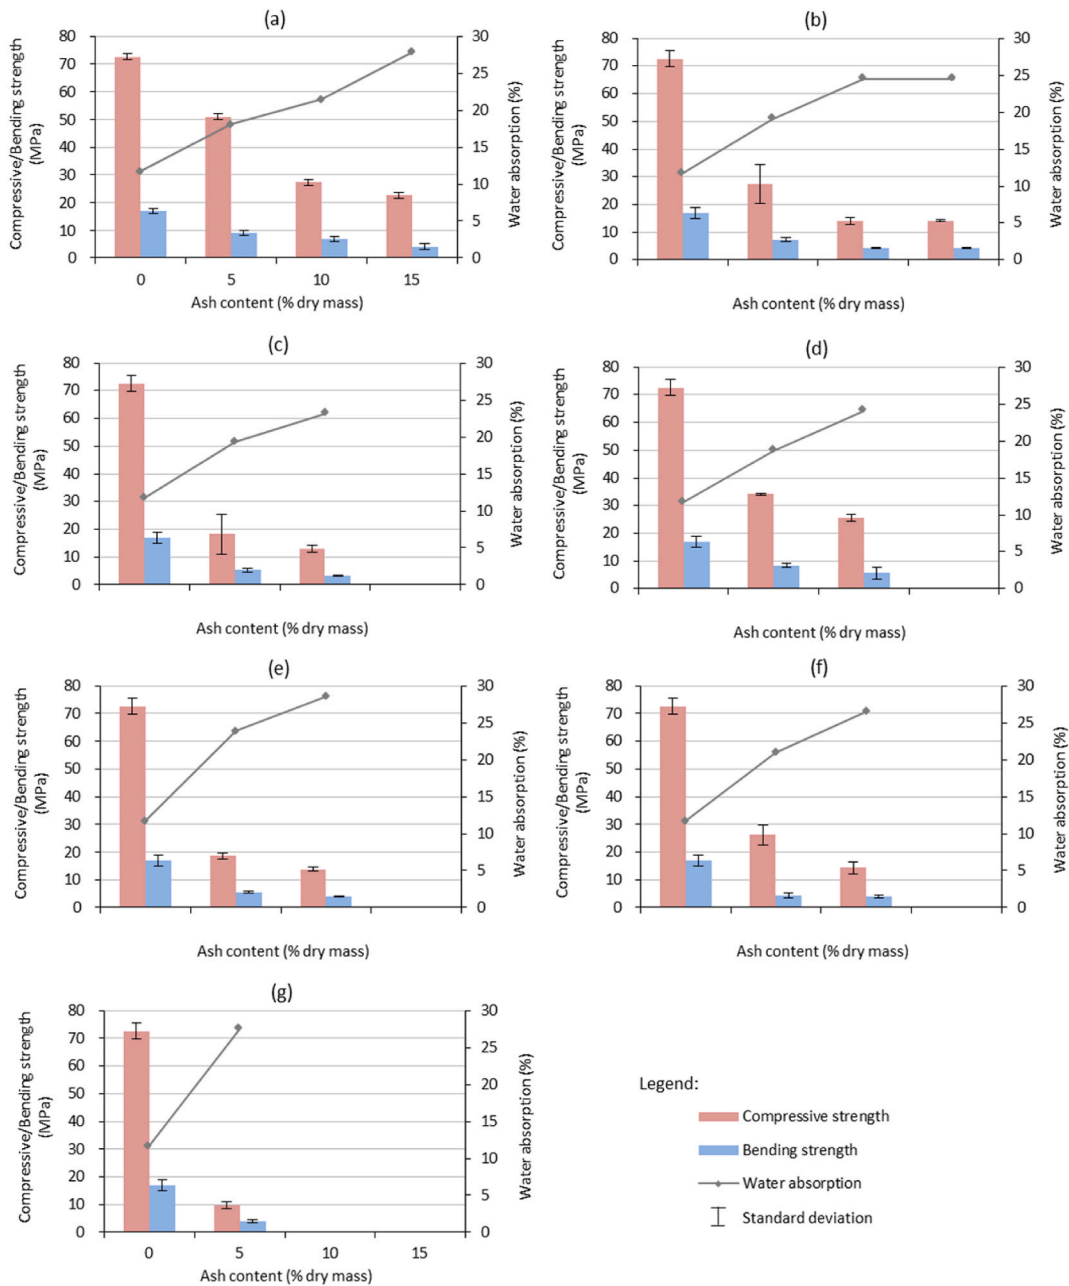 (a)
80
70
60
50
40
30
20
10
0
Compressive/Bending strength
(MPa)
30
25
20
15
10
5
0
Water absorption (%)
0 5 10 15
Ash content (% dry mass)
(b)
80
70
60
50
40
30
20
10
0
Compressive/Bending strength
(MPa)
30
25
20
15
10
5
0
Water absorption (%)
Ash content (% dry mass)
(c)
80
70
60
50
40
30
20
10
0
Compressive/Bending strength
(MPa)
30
25
20
15
10
5
0
Water absorption (%)
Ash content (% dry mass)
(d)
80
70
60
50
40
30
20
10
0
Compressive/Bending strength
(MPa)
30
25
20
15
10
5
0
Water absorption (%)
Ash content (% dry mass)
(e)
80
70
60
50
40
30
20
10
0
Compressive/Bending strength
(MPa)
30
25
20
15
10
5
0
Water absorption (%)
Ash content (% dry mass)
(f)
80
70
60
50
40
30
20
10
0
Compressive/Bending strength
(MPa)
30
25
20
15
10
5
0
Water absorption (%)
Ash content (% dry mass)
(g)
80
70
60
50
40
30
20
10
0
Compressive/Bending strength
(MPa)
30
25
20
15
10
5
0
Water absorption (%)
0 5 10 15
Ash content (% dry mass)
Legend:
Compressive strength
Bending strength
Water absorption
Standard deviation